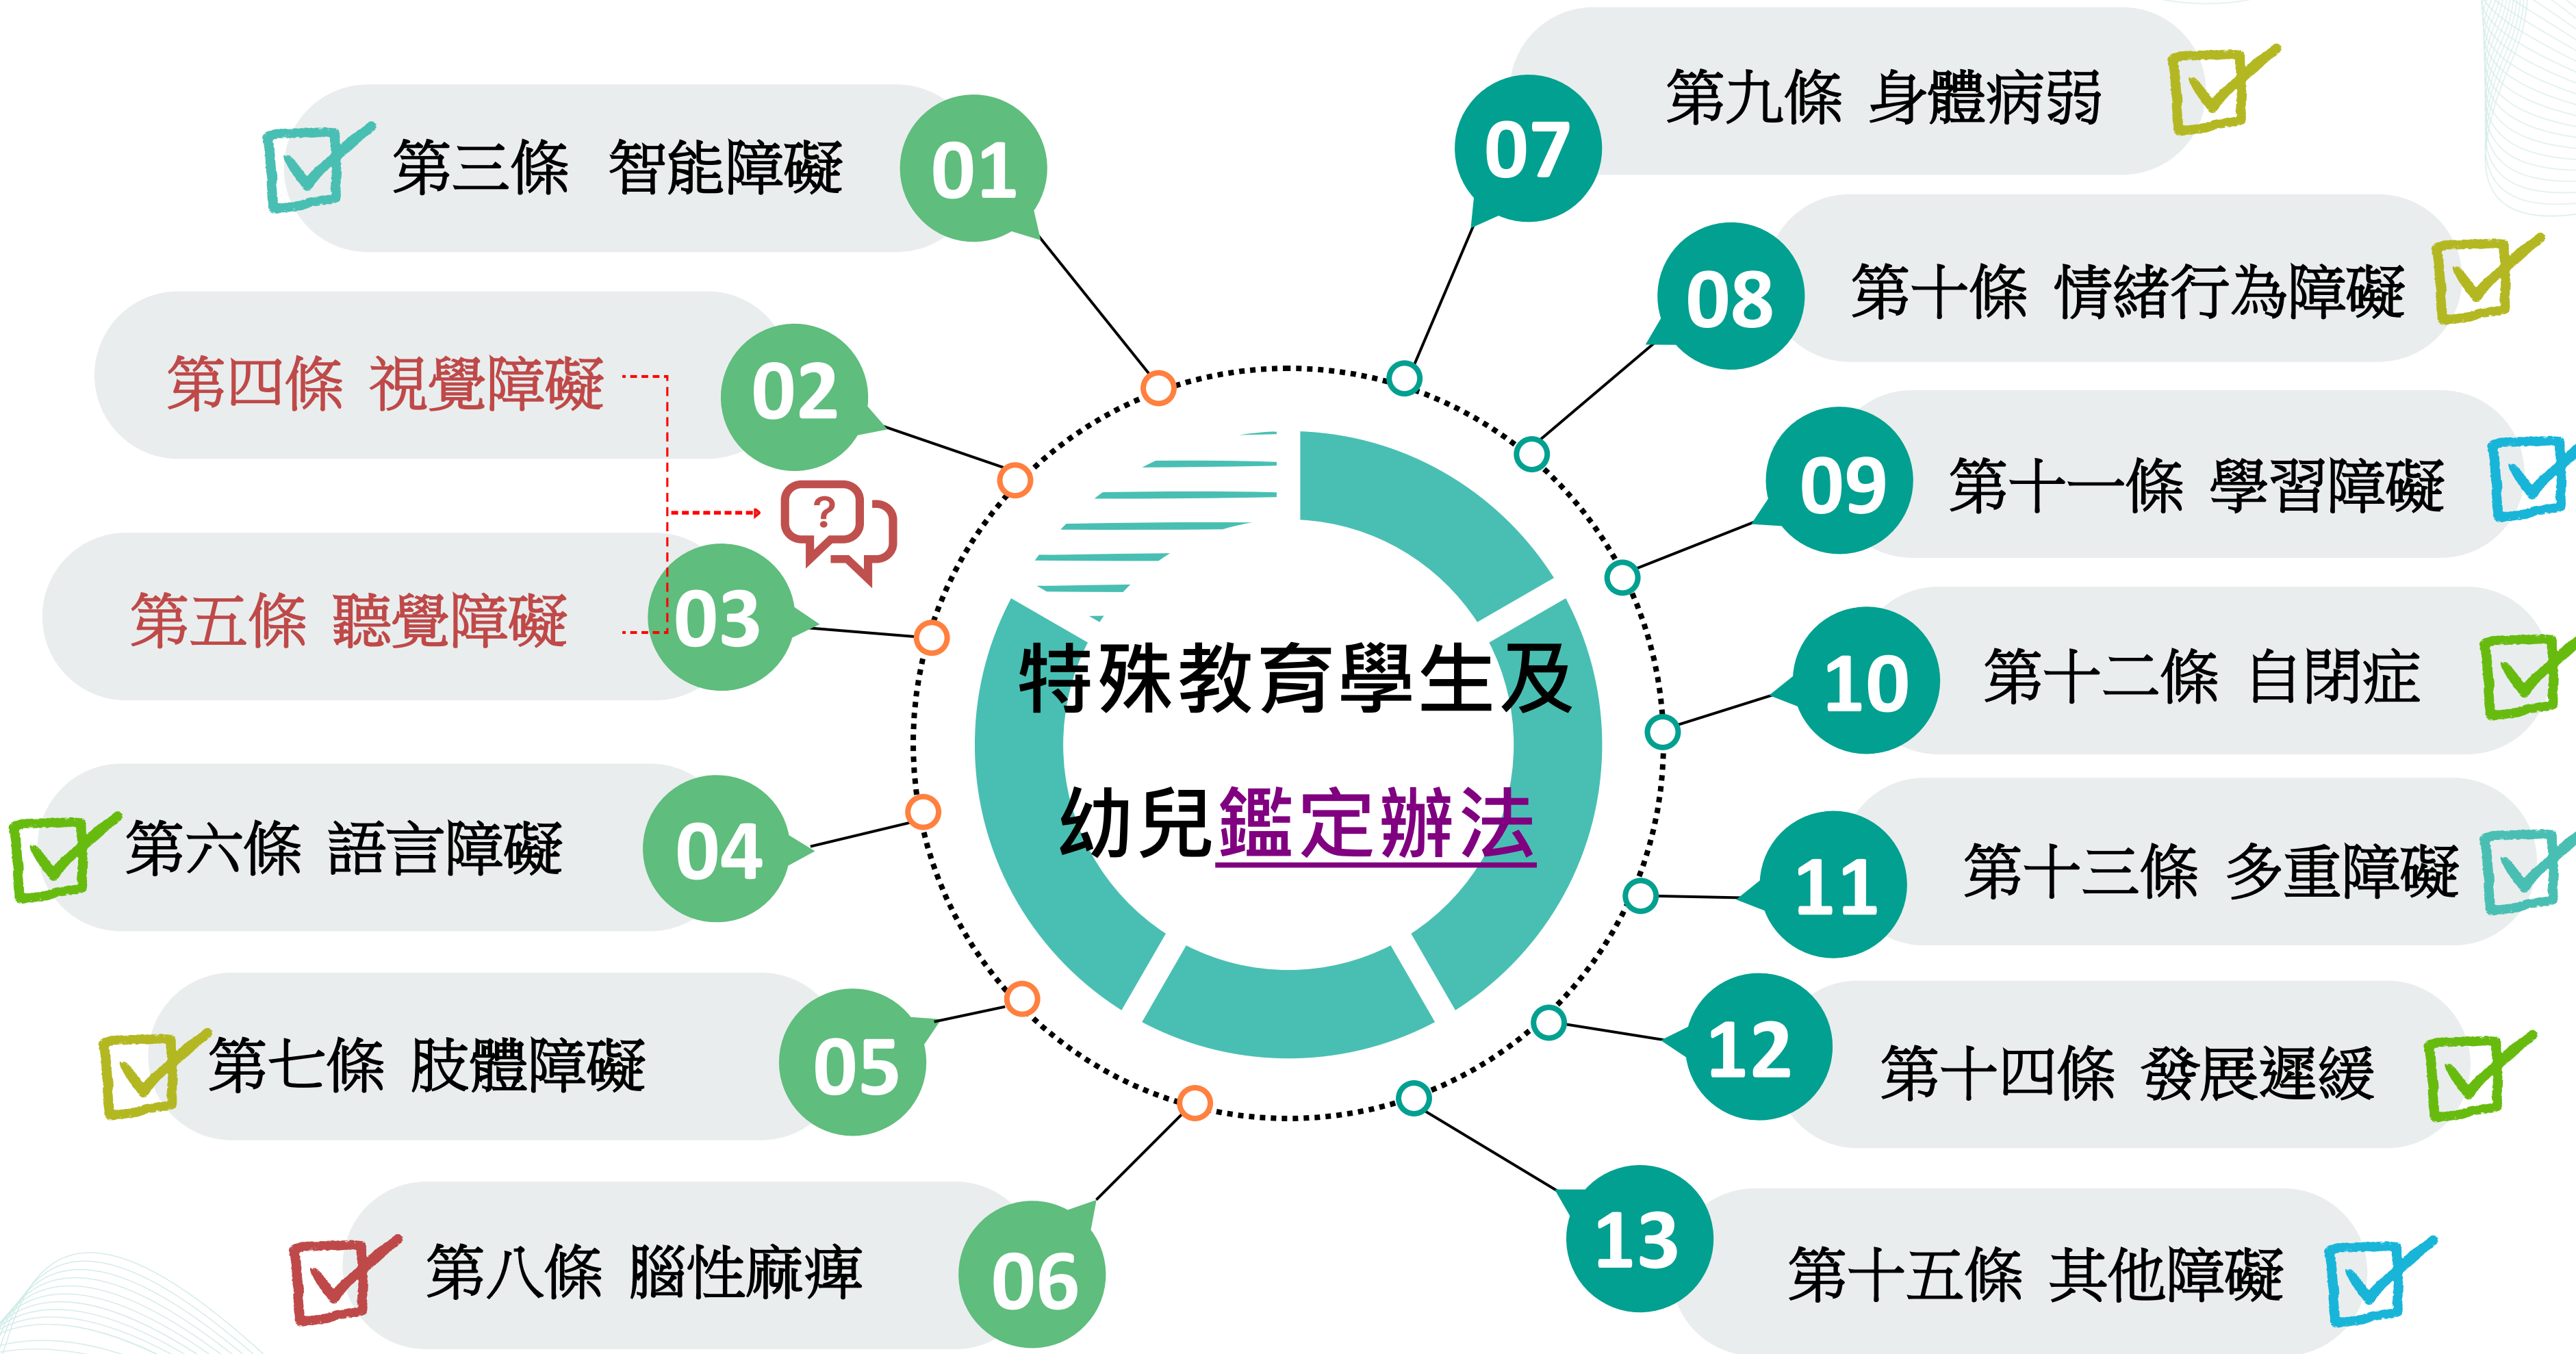 第三條 智能障礙
01
第四條 視覺障礙
02
?
第五條 聽覺障礙
03
第六條 語言障礙
04
第七條 肢體障礙
05
第八條 腦性麻痺
06
特殊教育學生及
幼兒鑑定辦法
07
第九條 身體病弱
08
第十條 情緒行為障礙
09
第十一條 學習障礙
10
第十二條 自閉症
11
第十三條 多重障礙
12
第十四條 發展遲緩
13
第十五條 其他障礙